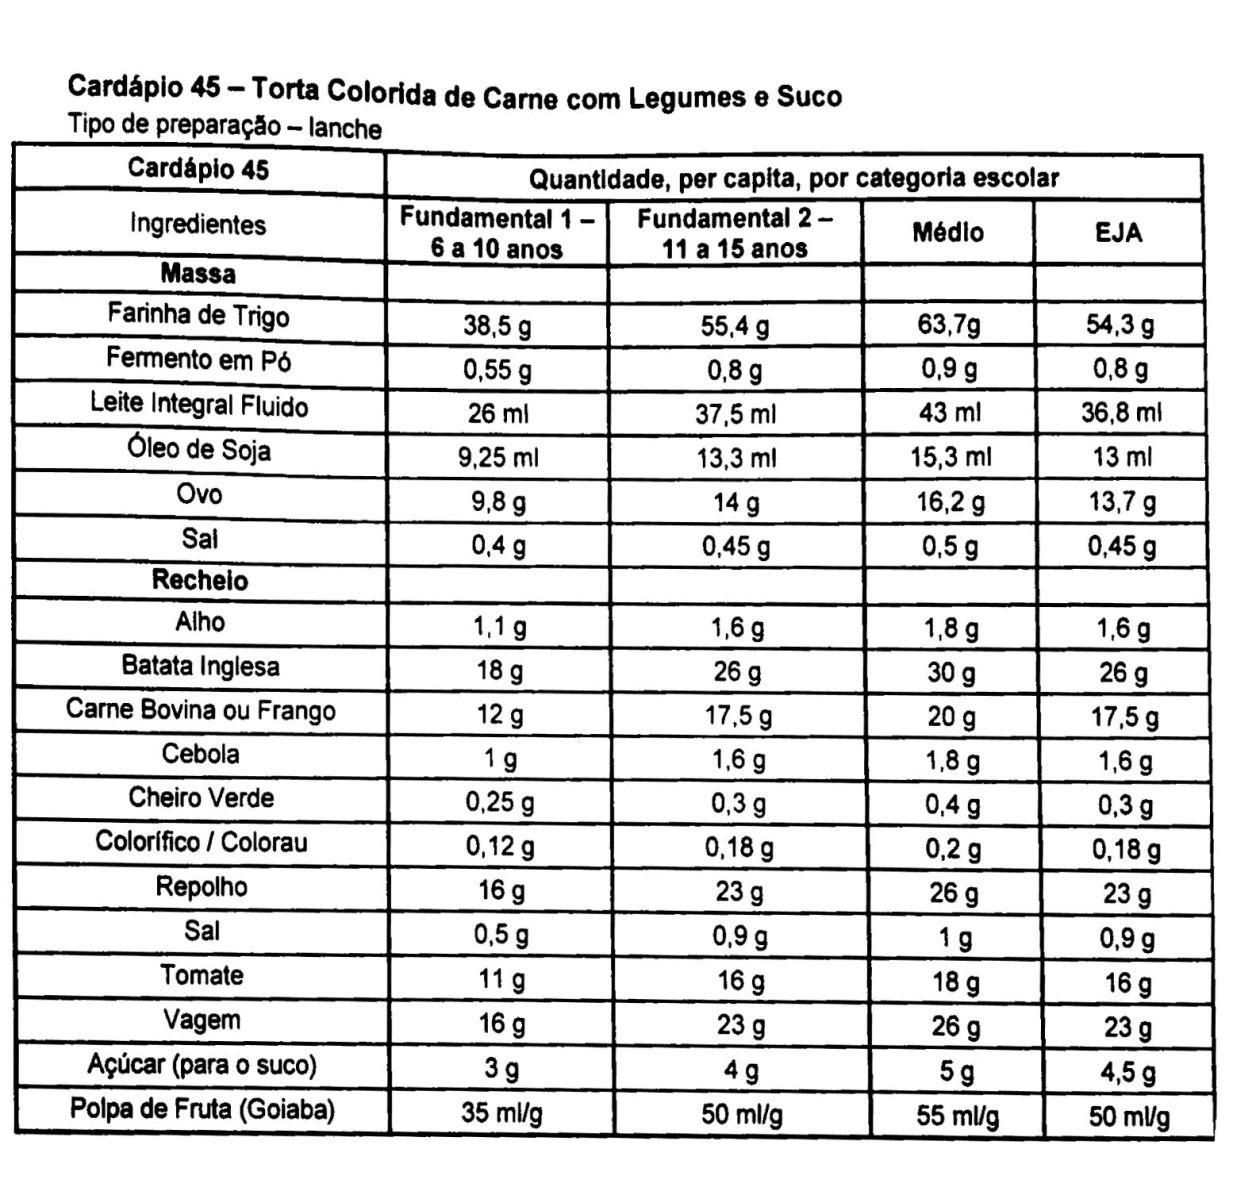 Cardápio 45 – Torta Colorida de Carne com Legumes e Suco
Tipo de preparação – lanche
Cardápio 45 Quantidade, per capita, por categoria escolar
Ingredientes Fundamental 1 – 6 a 10 anos Fundamental 2 – 11 a 15 anos Médio EJA
Massa
Farinha de Trigo 38,5 g 55,4 g 63,7g 54,3 g
Fermento em Pó 0,55 g 0,8 g 0,9 g 0,8 g
Leite Integral Fluido 26 ml 37,5 ml 43 ml 36,8 ml
Óleo de Soja 9,25 ml 13,3 ml 15,3 ml 13 ml
Ovo 9,8 g 14 g 16,2 g 13,7 g
Sal 0,4 g 0,45 g 0,5 g 0,45 g
Recheio
Alho 1,1 g 1,6 g 1,8 g 1,6 g
Batata Inglesa 18 g 26 g 30 g 26 g
Carne Bovina ou Frango 12 g 17,5 g 20 g 17,5 g
Cebola 1 g 1,6 g 1,8 g 1,6 g
Cheiro Verde 0,25 g 0,3 g 0,4 g 0,3 g
Colorífico / Colorau 0,12 g 0,18 g 0,2 g 0,18 g
Repolho 16 g 23 g 26 g 23 g
Sal 0,5 g 0,9 g 1 g 0,9 g
Tomate 11 g 16 g 18 g 16 g
Vagem 16 g 23 g 26 g 23 g
Açúcar (para o suco) 3 g 4 g 5 g 4,5 g
Polpa de Fruta (Goiaba) 35 ml/g 50 ml/g 55 ml/g 50 ml/g